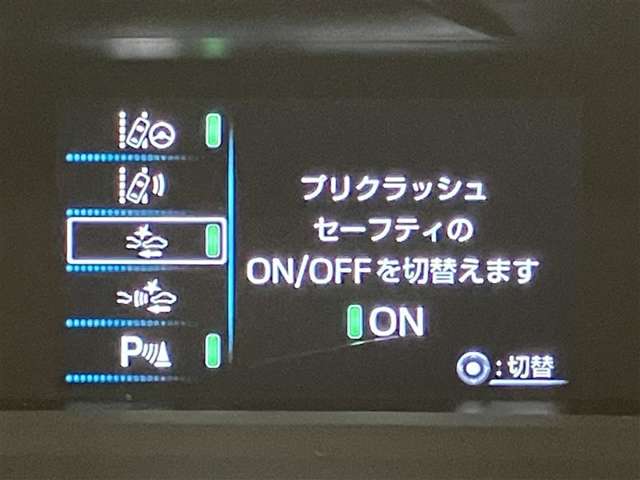 プリクラッシュ
セーフティの
ON/OFFを切替えます
ON
P
:切替